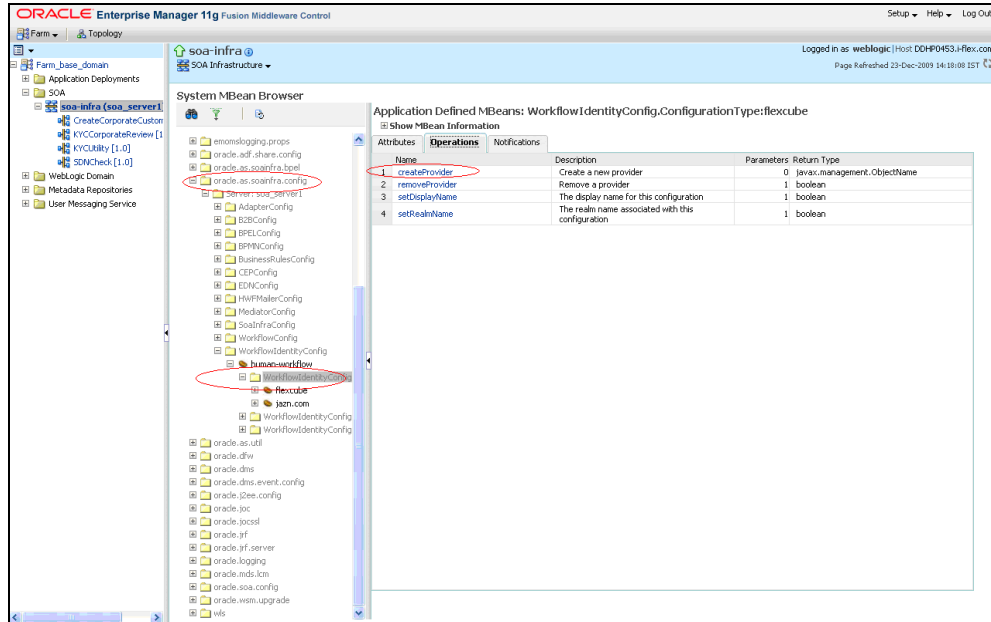 ORACLE Enterprise Manager 11g Fusion Middleware Control
Setup Help Log Out
Farm Topology
soa-infra
Logged in as weblogic|Host DDHP0453.i-flex.com
SOA Infrastructure
Page Refreshed 23-Dec-2009 14:18:08 IST
Farm_base_domain
Application Deployments
SOA
soa-infra (soa_server1
CreateCorporateCustom
KYCCorporateReview [1
KYCUtility [1.0]
SDNCheck [1.0]
WebLogic Domain
Metadata Repositories
User Messaging Service
System MBean Browser
emomslogging.props
oracle.adf.share.config
oracle.as.soainfra.bpel
oracle.as.soainfra.config
Server: soa_server1
AdapterConfig
B2BConfig
BPELConfig
BPMNConfig
BusinessRulesConfig
CEPConfig
EDNConfig
HWFMailerConfig
MediatorConfig
SoaInfraConfig
WorkflowConfig
WorkflowIdentityConfig
human-workflow
WorkflowIdentityConfig
flexcube
jazn.com
WorkflowIdentityConfig
WorkflowIdentityConfig
oracle.as.util
oracle.dfw
oracle.dms
oracle.dms.event.config
oracle.j2ee.config
oracle.joc
oracle.jocssl
oracle.jrf
oracle.jrf.server
oracle.logging
oracle.mds.lcm
oracle.soa.config
oracle.wsm.upgrade
wls
Application Defined MBeans: WorkflowIdentityConfig.ConfigurationType:flexcube
Show MBean Information
Attributes Operations Notifications
Name Description Parameters Return Type
1 createProvider Create a new provider 0 javax.management.ObjectName
2 removeProvider Remove a provider 1 boolean
3 setDisplayName The display name for this configuration 1 boolean
4 setRealmName The realm name associated with this configuration 1 boolean